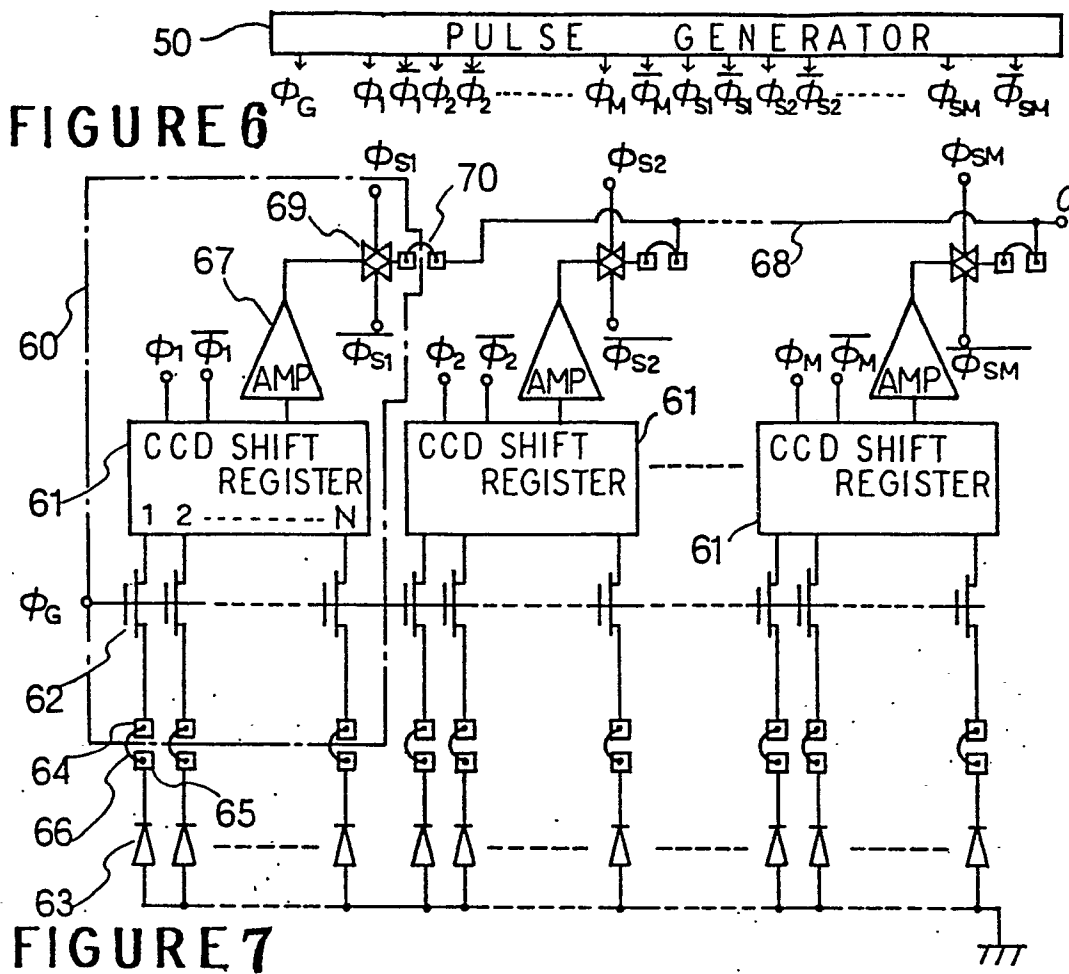 50 PULSE GENERATOR
ϕG ϕ1 ϕ̅1 ϕ2 ϕ̅2 ········ ϕM ϕ̅M ϕS1 ϕ̅S1 ϕS2 ϕ̅S2 ········ ϕSM ϕ̅SM
FIGURE 6
ϕS1 70 ϕS2 ϕSM
69
68
67
60
ϕ̅S1 ϕ̅S2 ϕ̅SM
ϕ1 ϕ̅1 AMP ϕ2 ϕ̅2 AMP ϕM ϕ̅M AMP
61
CCD SHIFT REGISTER
1 2 -------- N
61
CCD SHIFT REGISTER
61
CCD SHIFT REGISTER
61
ϕG
62
64
66 65
63
FIGURE 7